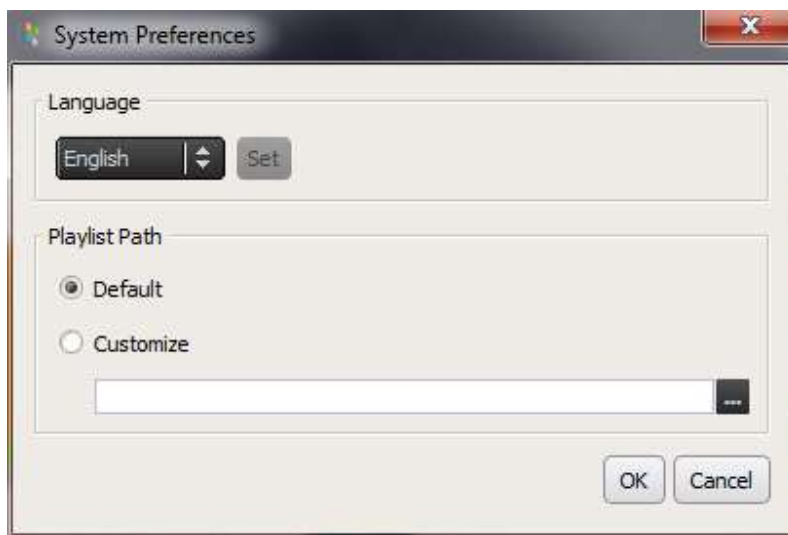 System Preferences
Language
English Set
Playlist Path
Default
Customize
...
OK Cancel